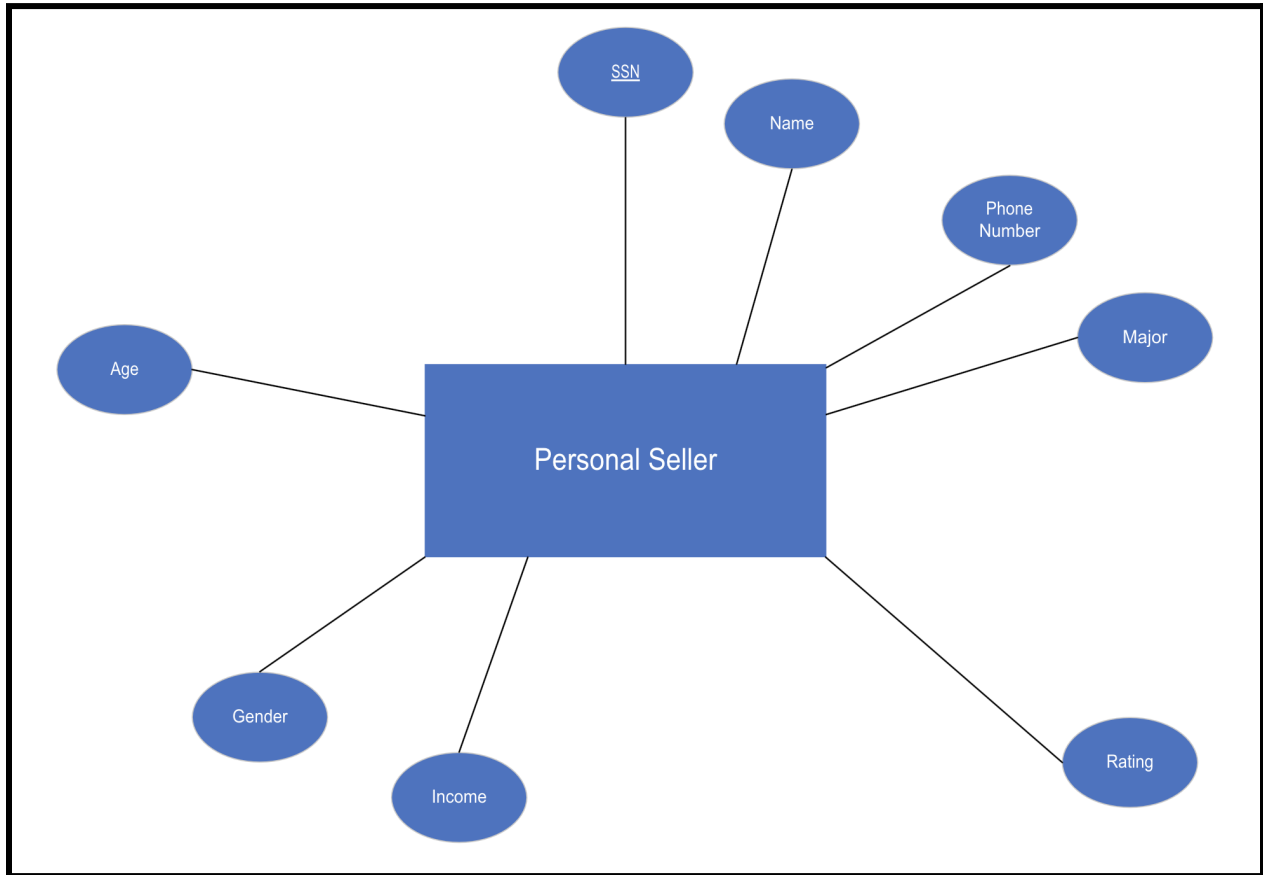 SSN
Name
Phone
Number
Major
Age
Personal Seller
Gender
Income
Rating